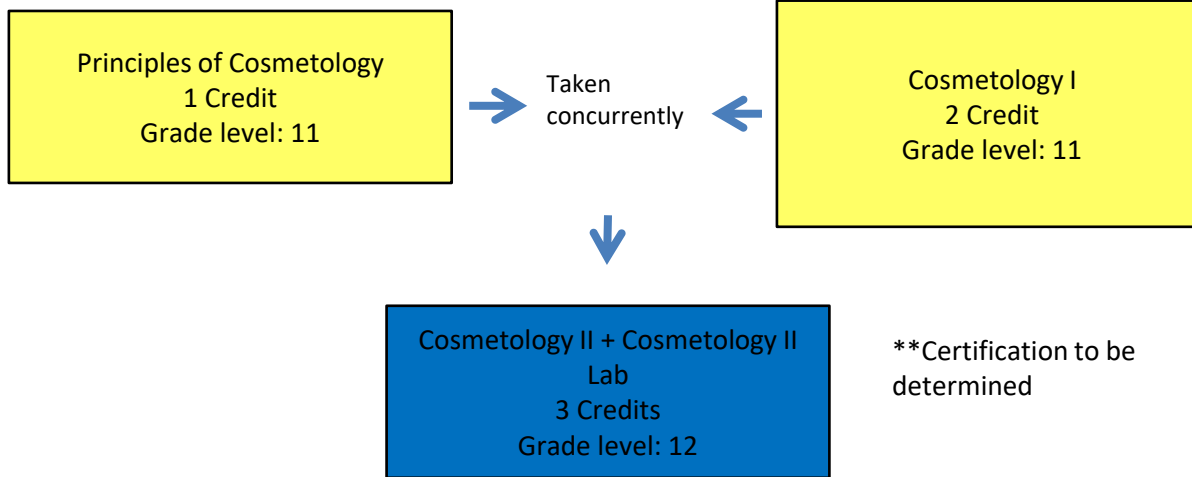 Principles of Cosmetology
1 Credit
Grade level: 11
Taken
concurrently
Cosmetology I
2 Credit
Grade level: 11
Cosmetology II + Cosmetology II
Lab
3 Credits
Grade level: 12
**Certification to be
determined